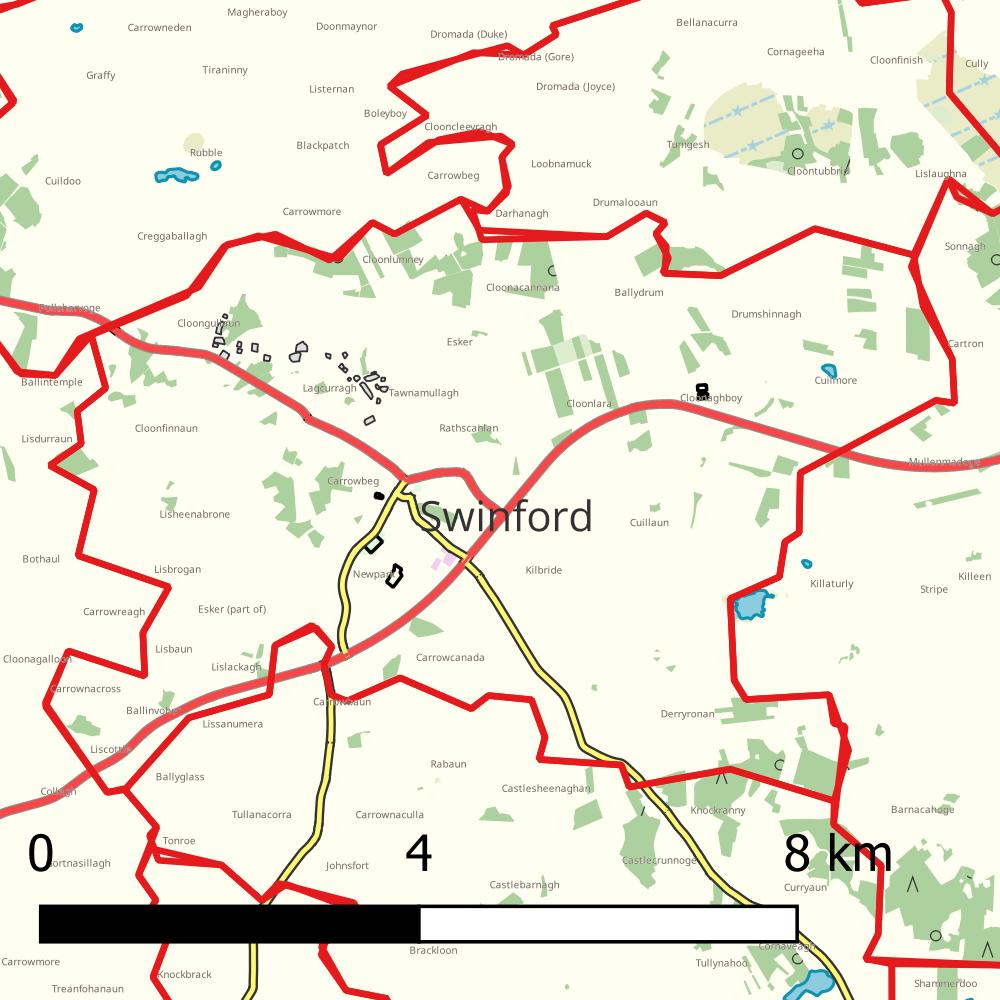 Magheraboy
Carrowneden
Doonmaynor
Bellanacurra
Dromada (Duke)
Cornageeha
Dromada (Gore)
Cloonfinish
Cully
Graffy
Tiraninny
Listernan
Dromada (Joyce)
Boleyboy
Clooncleevragh
Rubble
Blackpatch
Turngesh
Loobnamuck
Cloontubbrid
Lislaughna
Cuildoo
Carrowbeg
Drumalooaun
Carrowmore
Darhanagh
Creggaballagh
Sonnagh
Cloonlumney
Cloonacannana
Ballydrum
Drumshinnagh
Cloongullaun
Esker
Cartron
Ballintemple
Lagcurragh
Tawnamullagh
Cuilmore
Cloonaghboy
Cloonlara
Cloonfinnaun
Rathscanlan
Lisdurraun
Mullenmadoge
Carrowbeg
Swinford
Lisheenabrone
Cuillaun
Bothaul
Lisbrogan
Newpark
Kilbride
Killaturly
Stripe
Killeen
Carrowreagh
Esker (part of)
Lisbaun
Cloonagalloon
Lislackagh
Carrowcanada
Carrownacross
Carrowbaun
Ballinvoher
Lissanumera
Derryronan
Liscottle
Rabaun
Ballyglass
Collagh
Castlesheenaghan
Tullanacorra
Carrownaculla
Knockranny
Barnacahoge
Tonroe
0 4 8 km
Gortnasillagh
Johnsfort
Castlecrunnoge
Castlebarnagh
Curryaun
Brackloon
Cornaveagh
Carrowmore
Tullynahoo
Knockbrack
Treanfohanaun
Shammerdoo